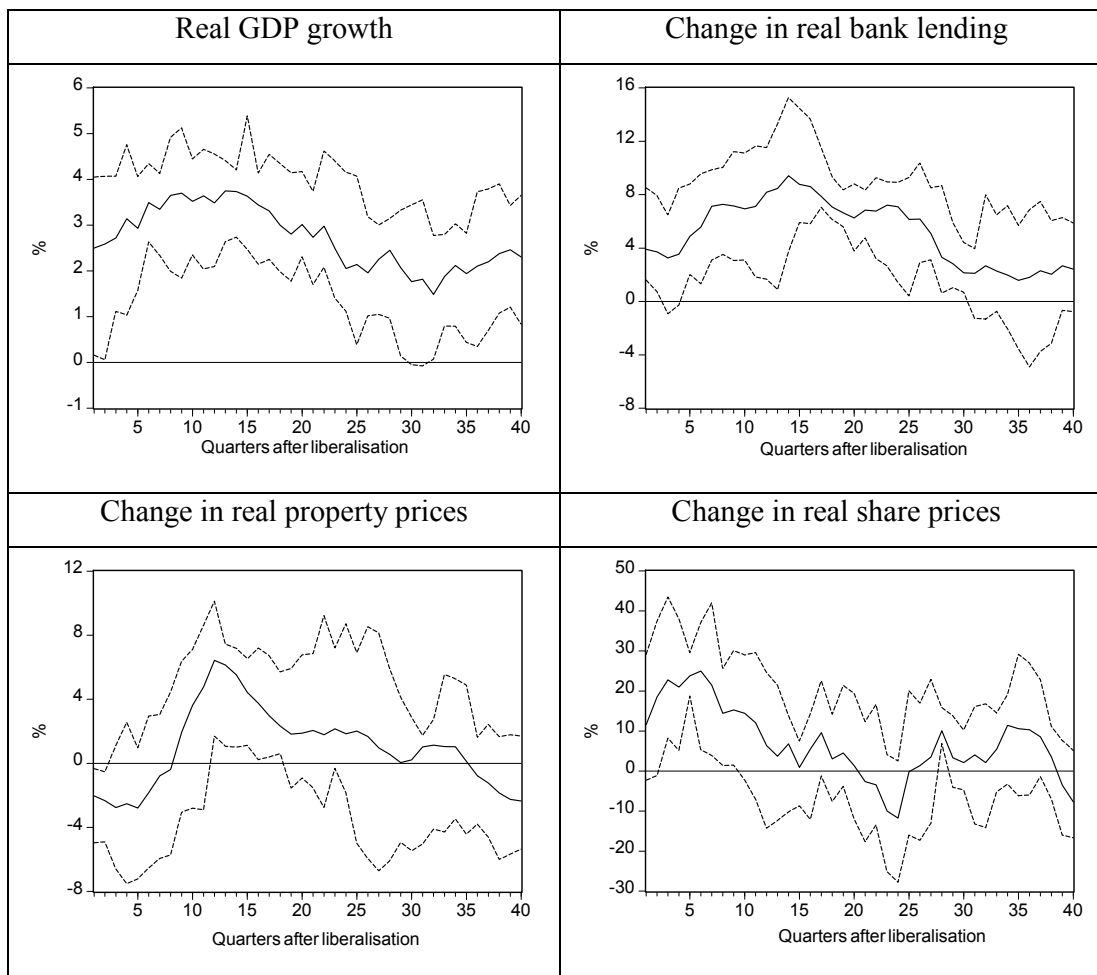 Real GDP growth
Change in real bank lending
6
5
4
3
2
1
0
-1
%
5 10 15 20 25 30 35 40
Quarters after liberalisation
16
12
8
4
0
-4
-8
%
5 10 15 20 25 30 35 40
Quarters after liberalisation
Change in real property prices
Change in real share prices
12
8
4
0
-4
-8
%
5 10 15 20 25 30 35 40
Quarters after liberalisation
50
40
30
20
10
0
-10
-20
-30
%
5 10 15 20 25 30 35 40
Quarters after liberalisation